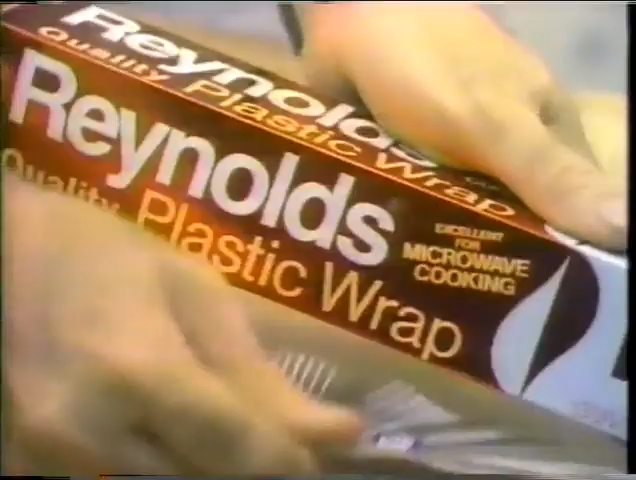 Reynolds
Quality Plastic Wrap
Reynolds
Quality Plastic Wrap
EXCELLENT
FOR
MICROWAVE
COOKING